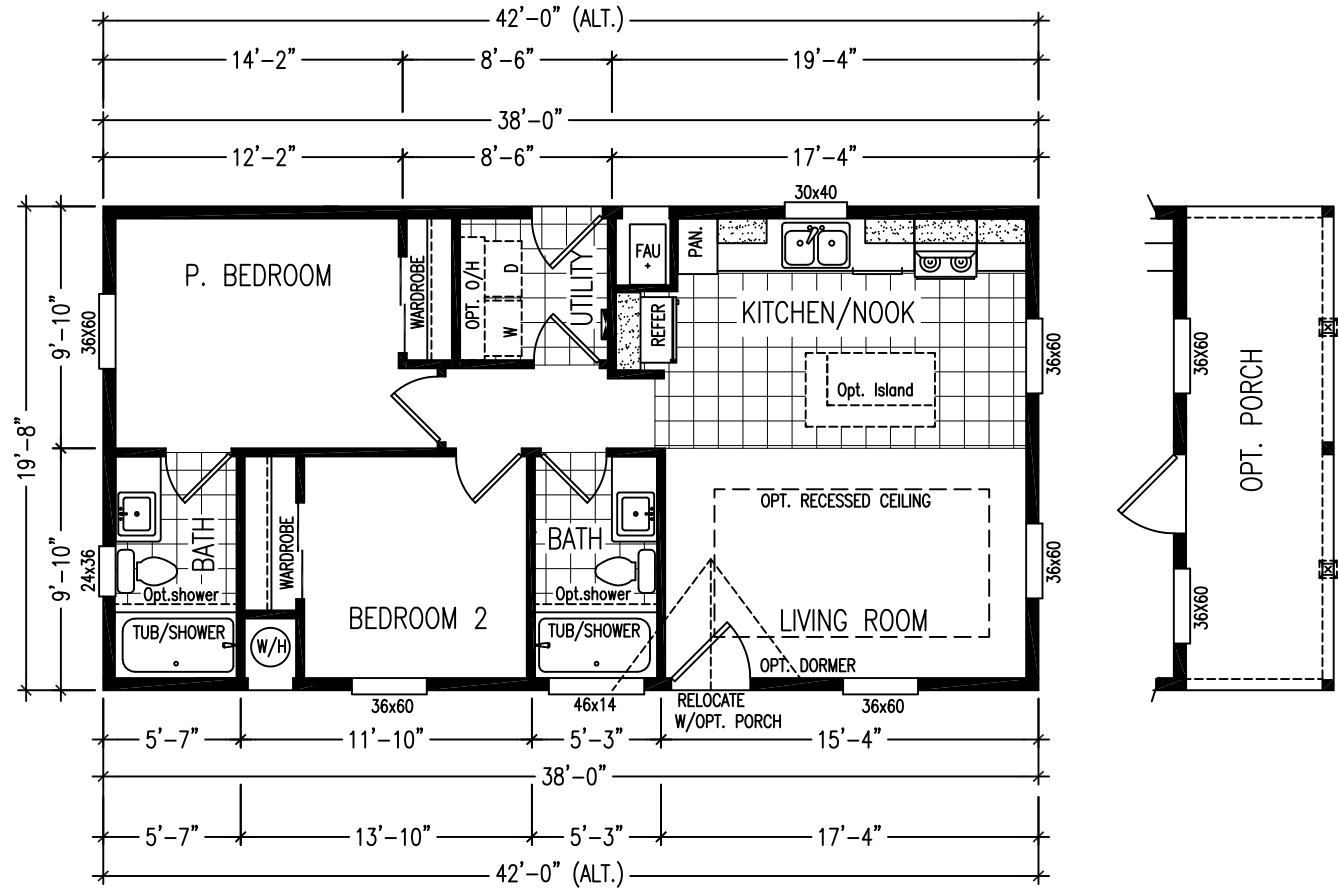 42'-0" (ALT.)
14'-2" 8'-6" 19'-4"
38'-0"
12'-2" 8'-6" 17'-4"
30x40
P. BEDROOM
WARDROBE
OPT. O/H
D
W
UTILITY
FAU
+
PAN.
REFER
KITCHEN/NOOK
Opt. Island
36X60
9'-10"
19'-8"
9'-10"
24x36
36x60
36x60
BATH
Opt.shower
TUB/SHOWER
WARDROBE
W/H
BEDROOM 2
BATH
Opt.shower
TUB/SHOWER
OPT. RECESSED CEILING
LIVING ROOM
OPT. DORMER
36x60
46x14
RELOCATE
W/OPT. PORCH
36x60
36X60
OPT. PORCH
36X60
5'-7" 11'-10" 5'-3" 15'-4"
38'-0"
5'-7" 13'-10" 5'-3" 17'-4"
42'-0" (ALT.)